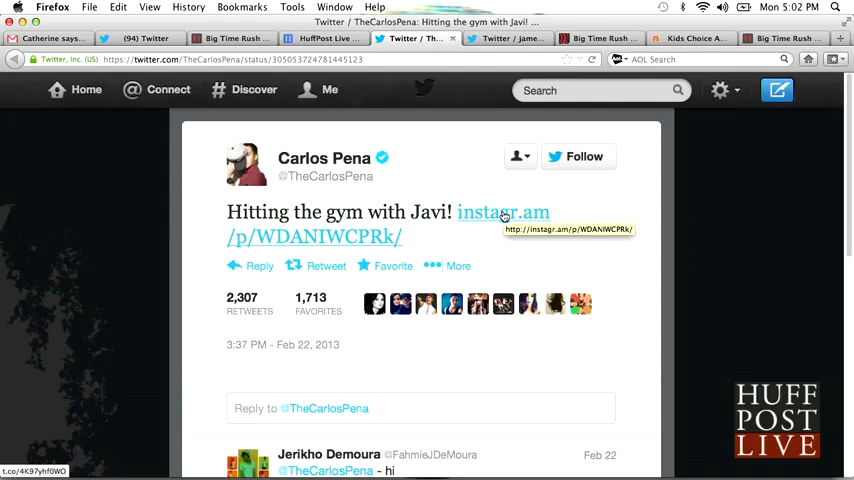 Firefox File Edit View History Bookmarks Tools Window Help Mon 5:02 PM
Twitter / TheCarlosPena: Hitting the gym with Javi! ...
Catherine says... (94) Twitter Big Time Rush ... HuffPost Live ... Twitter / Th... Twitter / jame... Big Time Rush ... Kids Choice A... Big Time Rush ...
Twitter, Inc. (US) https://twitter.com/TheCarlosPena/status/305053724781445123 AOL Search
Home Connect Discover Me Search
Carlos Pena
@TheCarlosPena
Follow
Hitting the gym with Javi! instagr.am
/p/WDANIWCPRk/
http://instagr.am/p/WDANIWCPRk/
Reply Retweet Favorite More
2,307 1,713
RETWEETS FAVORITES
3:37 PM - Feb 22, 2013
Reply to @TheCarlosPena
Jerikho Demoura @FahmieJDeMoura Feb 22
@TheCarlosPena - hi
t.co/4K97yhf0WO
HUFF
POST
LIVE